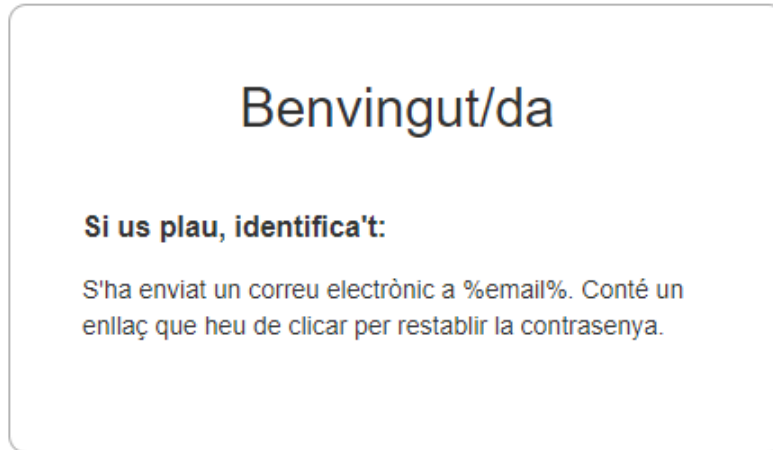 Benvingut/da
Si us plau, identifica't:
S'ha enviat un correu electrònic a %email%. Conté un
enllaç que heu de clicar per restablir la contrasenya.